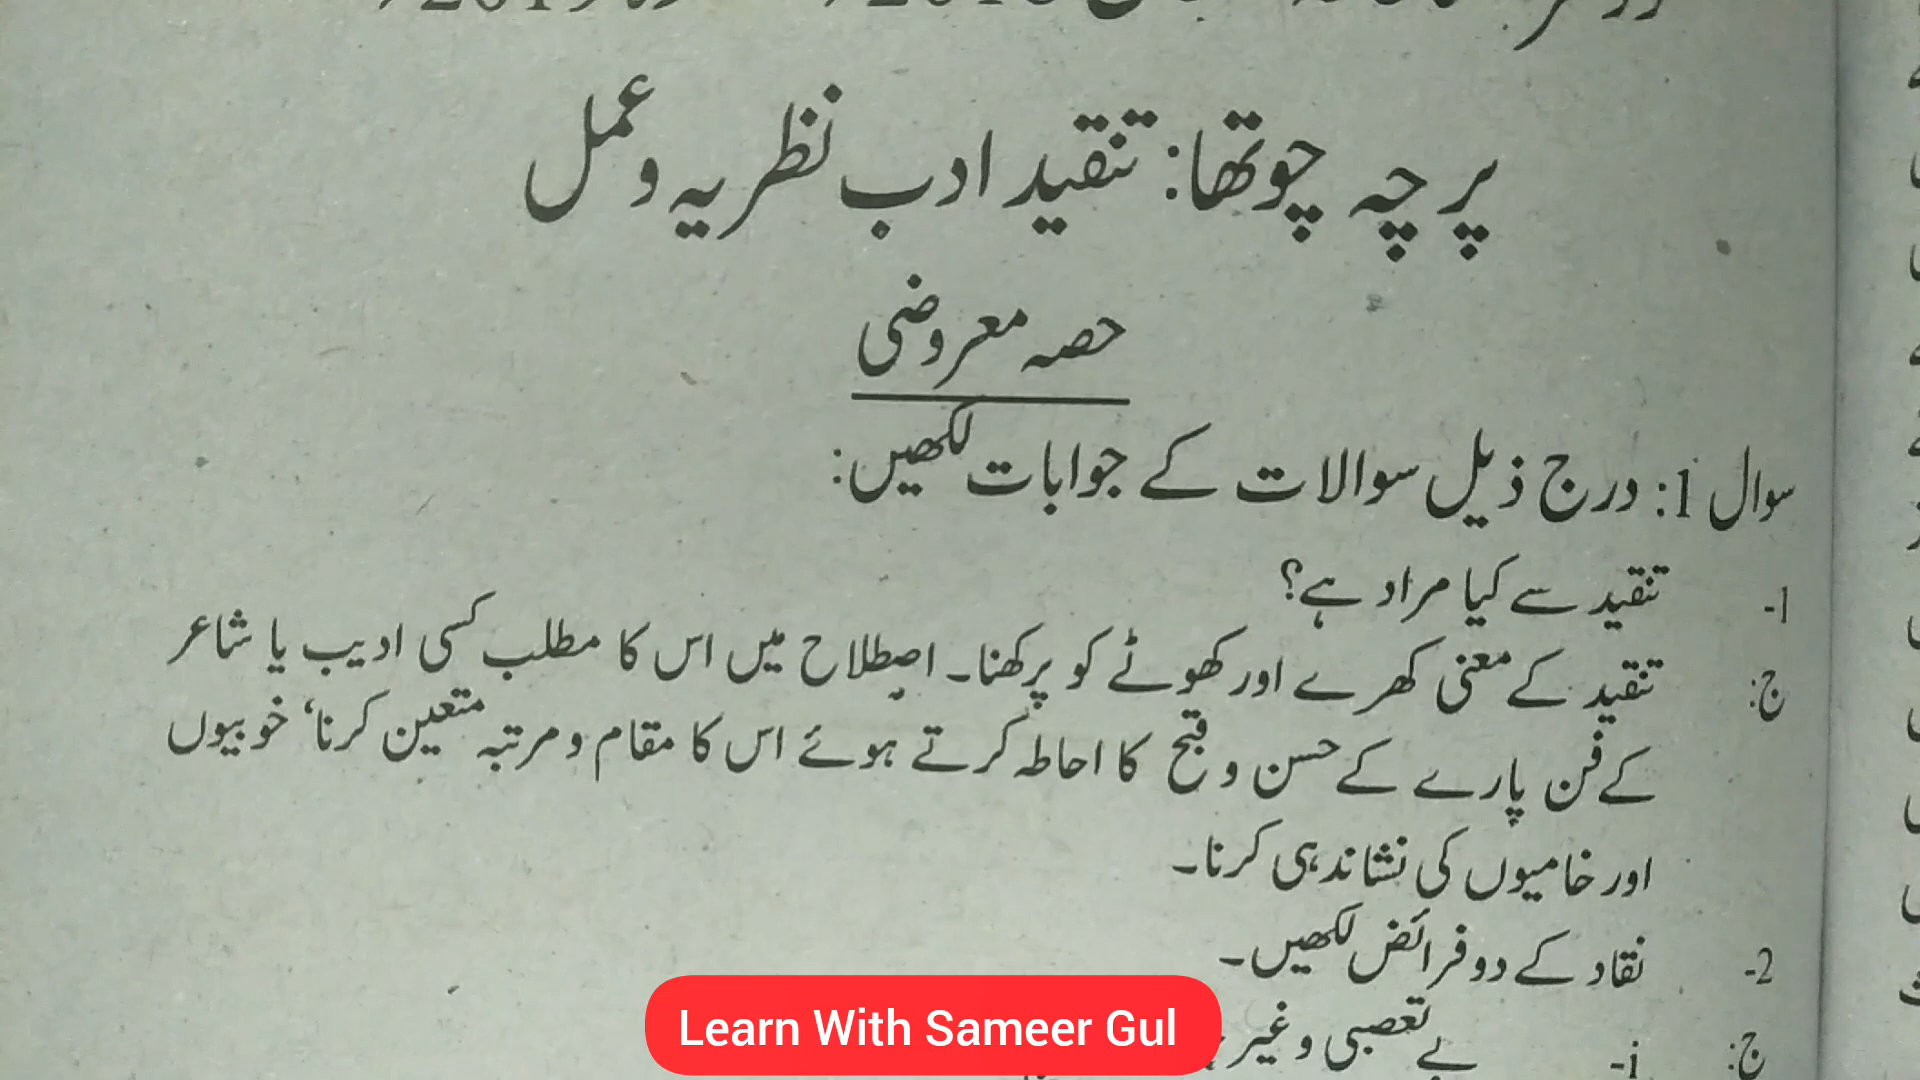 پرچہ چوتھا: تنقید ادب نظریہ و عمل
حصہ معروضی
سوال 1: درج ذیل سوالات کے جوابات لکھیں:
1- تنقید سے کیا مراد ہے؟
ج: تنقید کے معنی کھرے اور کھوٹے کو پرکھنا۔ اصطلاح میں اس کا مطلب کسی ادیب یا شاعر
کے فن پارے کے حسن و قبح کا احاطہ کرتے ہوئے اس کا مقام و مرتبہ متعین کرنا، خوبیوں
اور خامیوں کی نشاندہی کرنا۔
2- نقاد کے دو فرائض لکھیں۔
ج: i- بے تعصبی و غیر
Learn With Sameer Gul